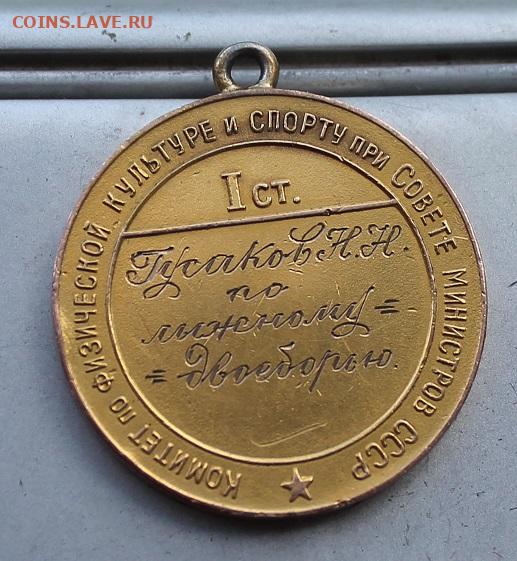 COINS.LAVE.RU
КОМИТЕТ ПО ФИЗИЧЕСКОЙ КУЛЬТУРЕ И СПОРТУ ПРИ СОВЕТЕ МИНИСТРОВ СССР
I СТ.
Гусаков Н.Н.
по
лыжному =
= двоеборью.